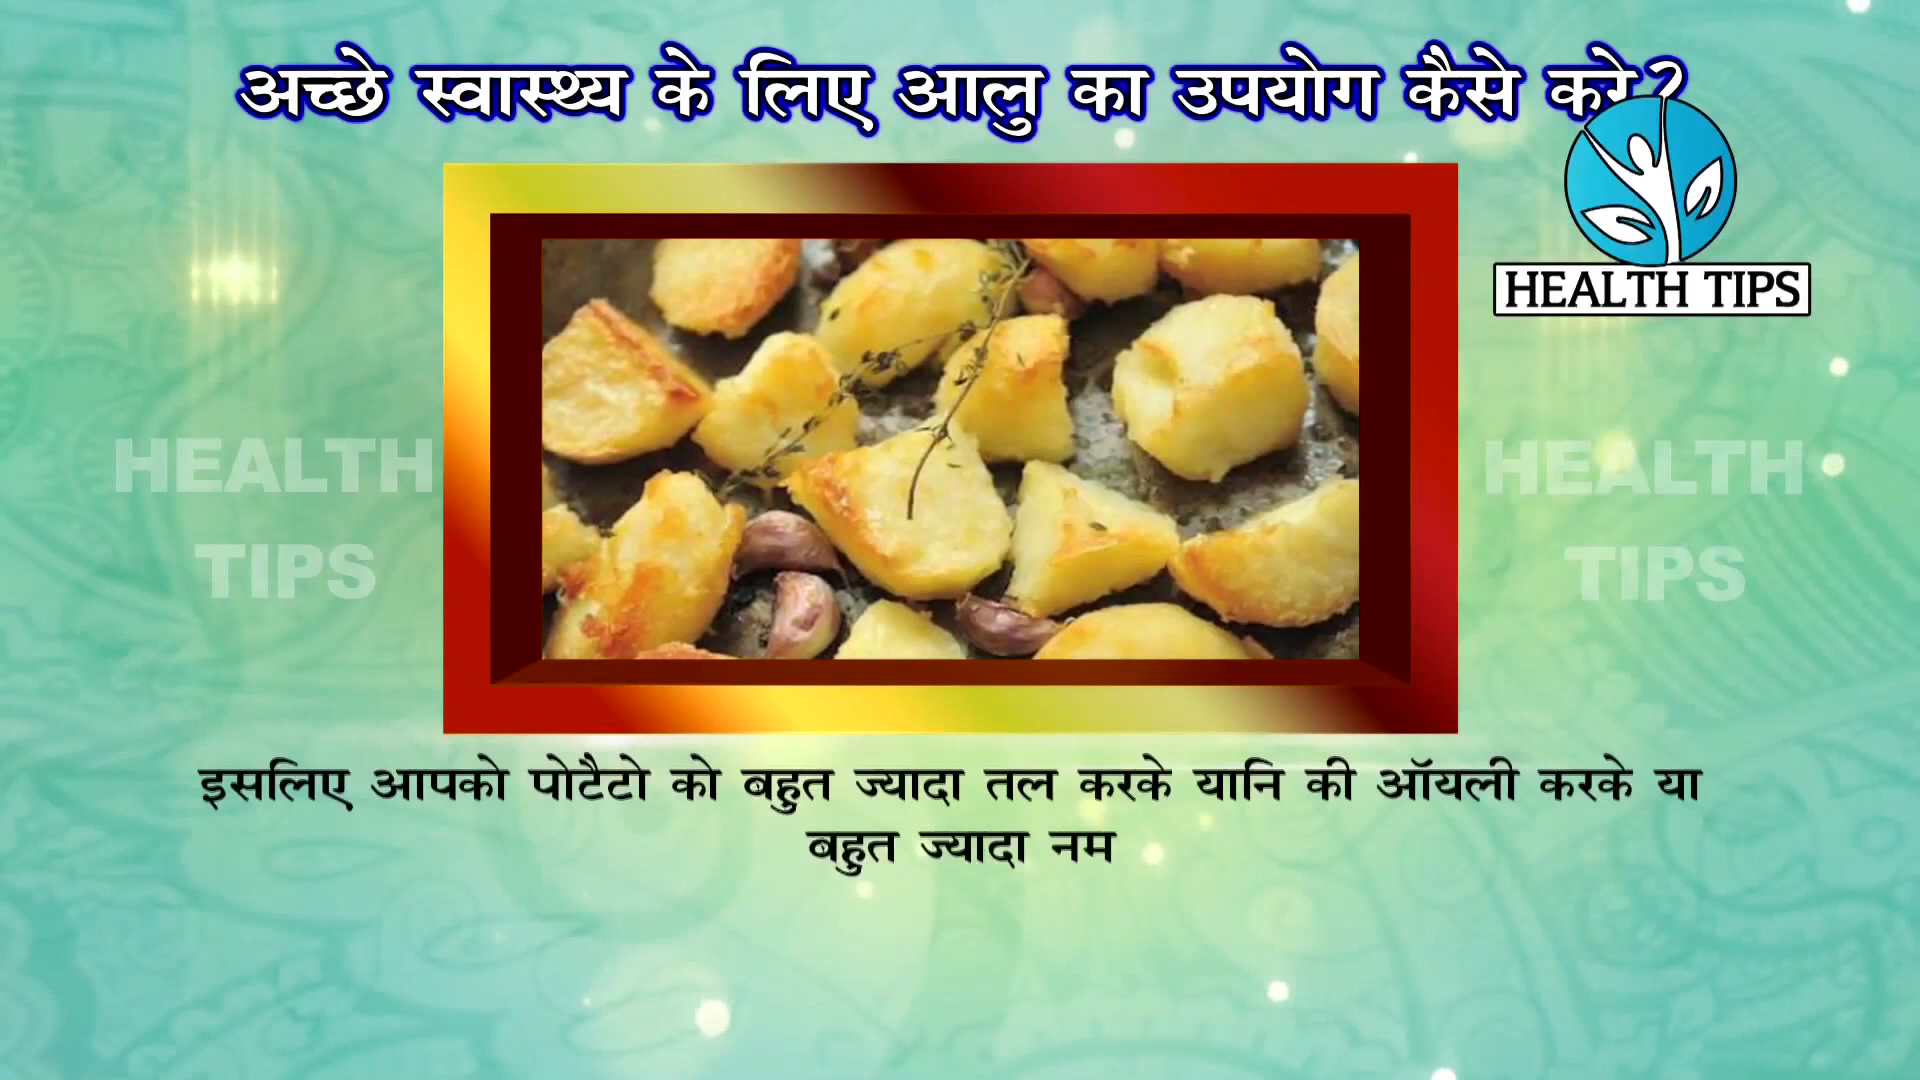 अच्छे स्वास्थ्य के लिए आलु का उपयोग कैसे करे?
HEALTH TIPS
HEALTH
TIPS
HEALTH
TIPS
इसलिए आपको पोटैटो को बहुत ज्यादा तल करके यानि की ऑयली करके या
बहुत ज्यादा नम